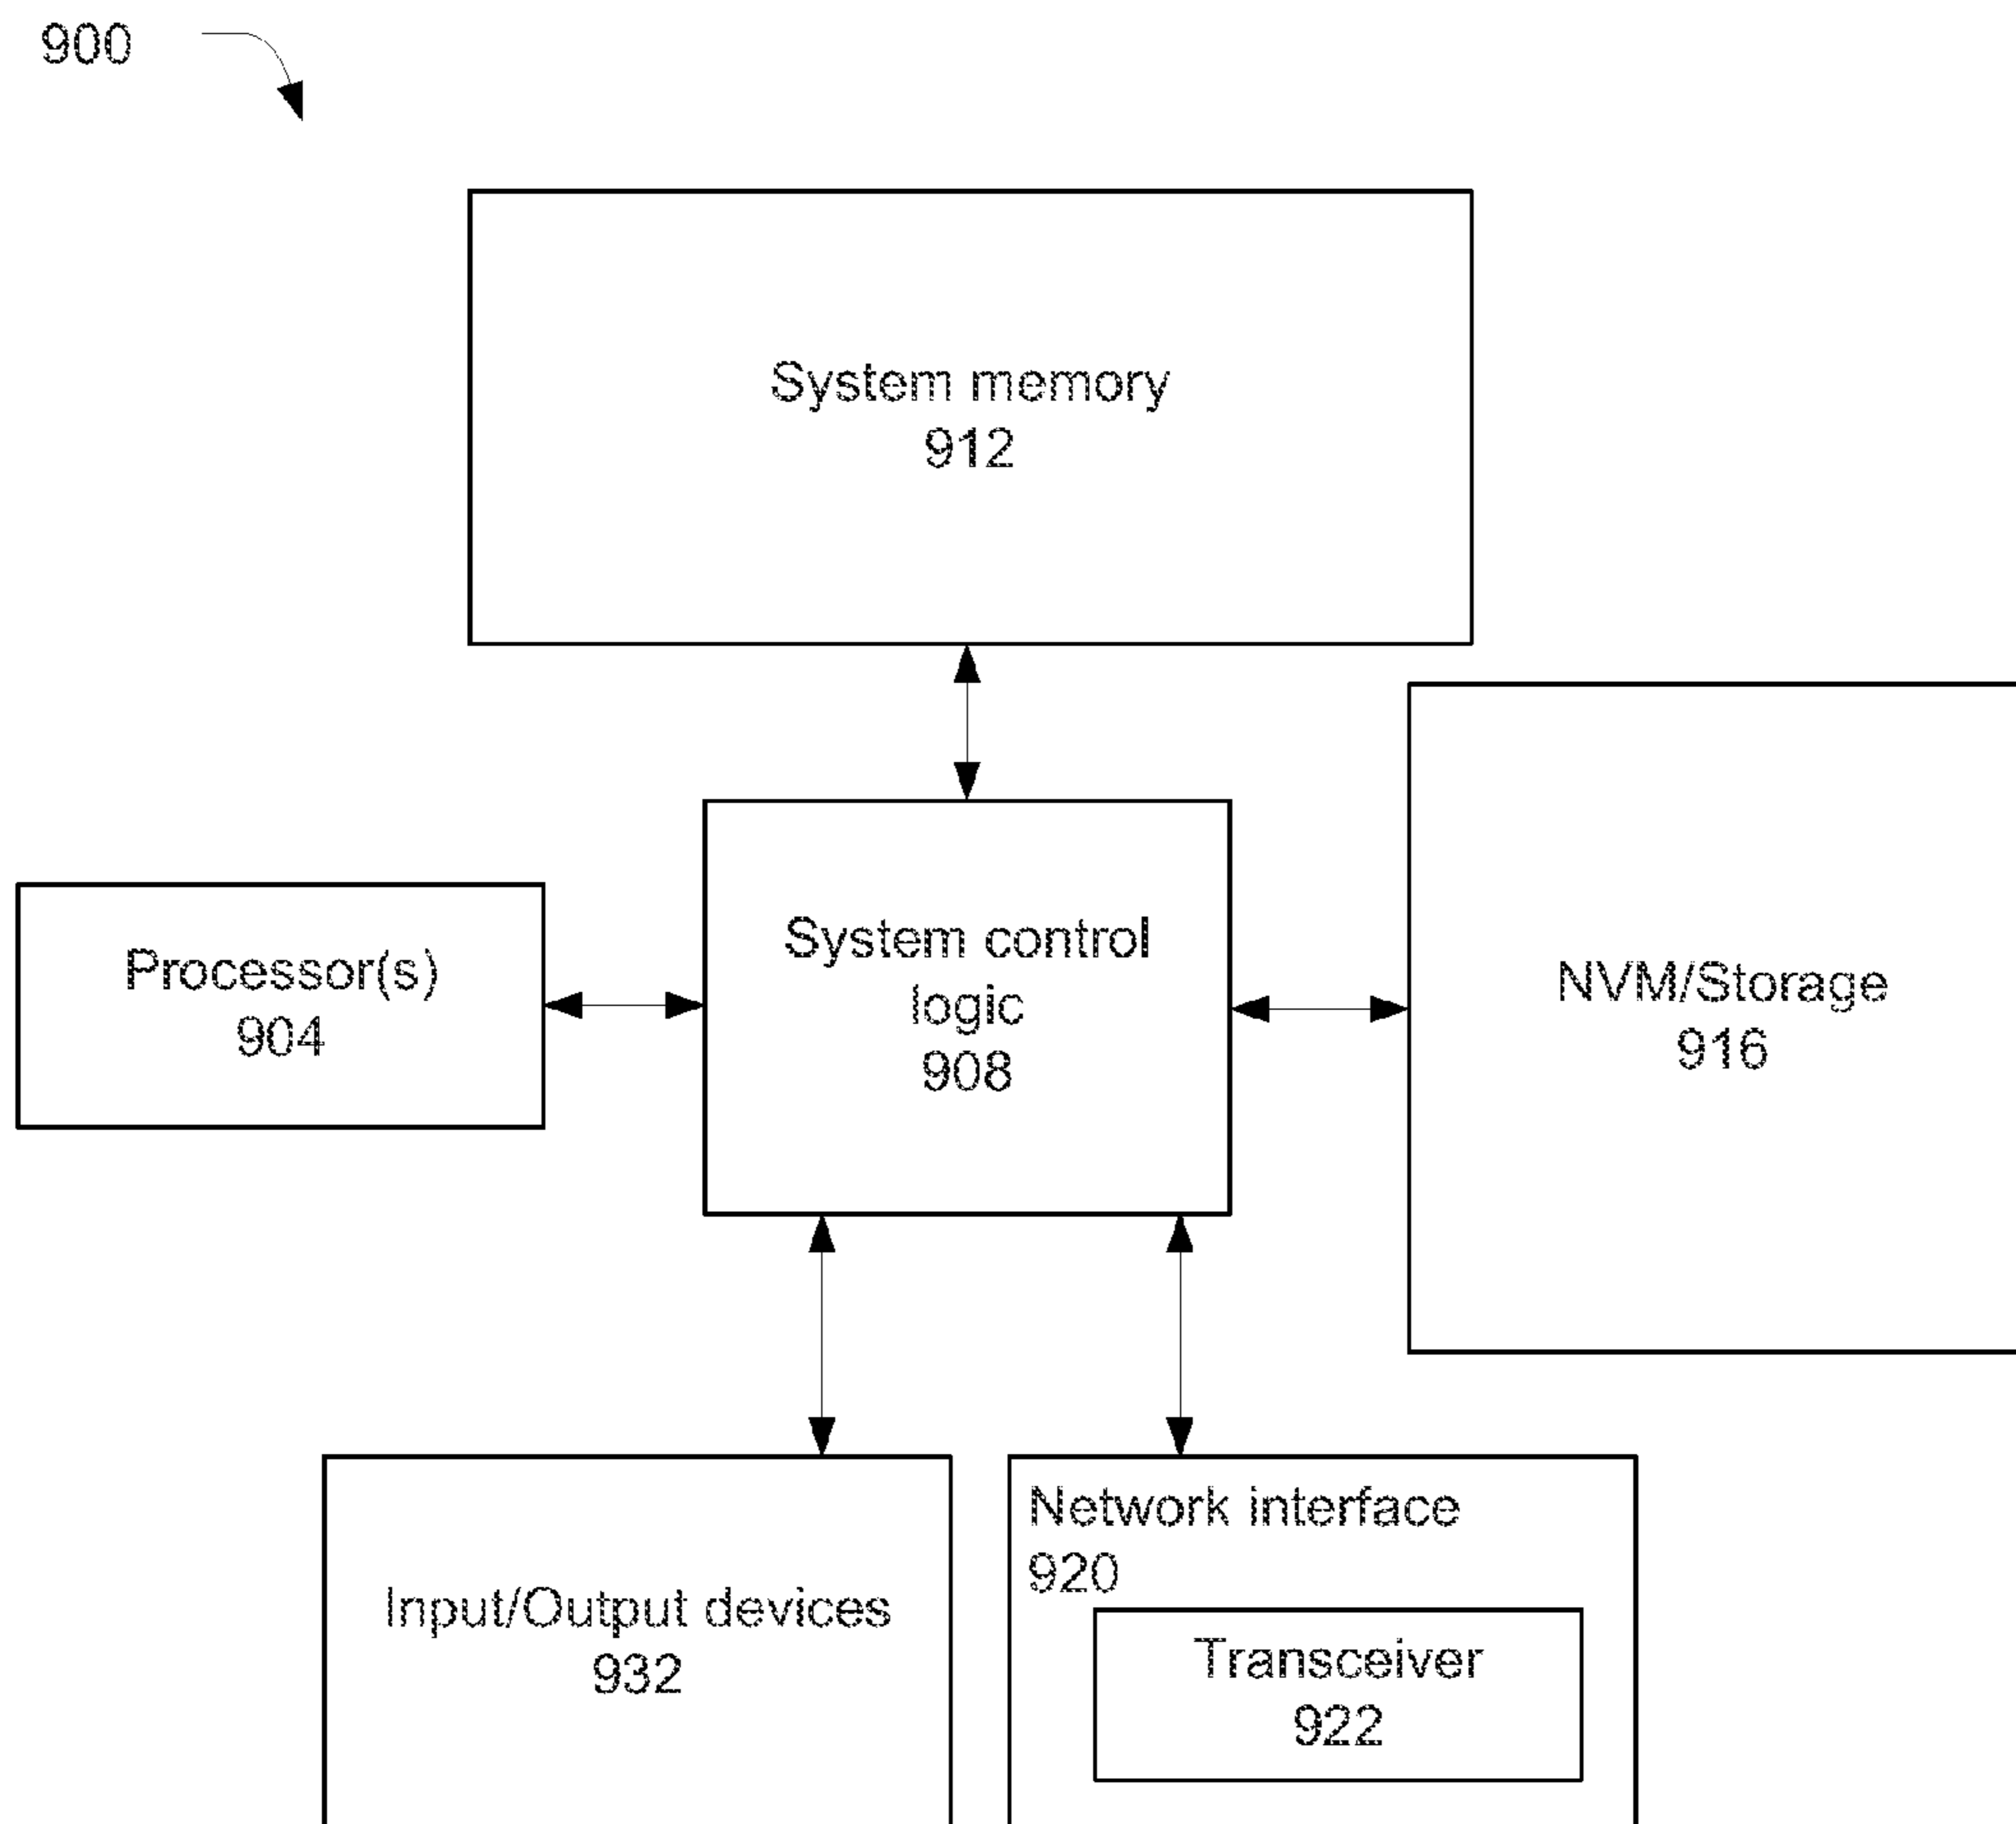 900
System memory
912
Processor(s)
904
System control
logic
908
NVM/Storage
916
Input/Output devices
932
Network interface
920
Transceiver
922